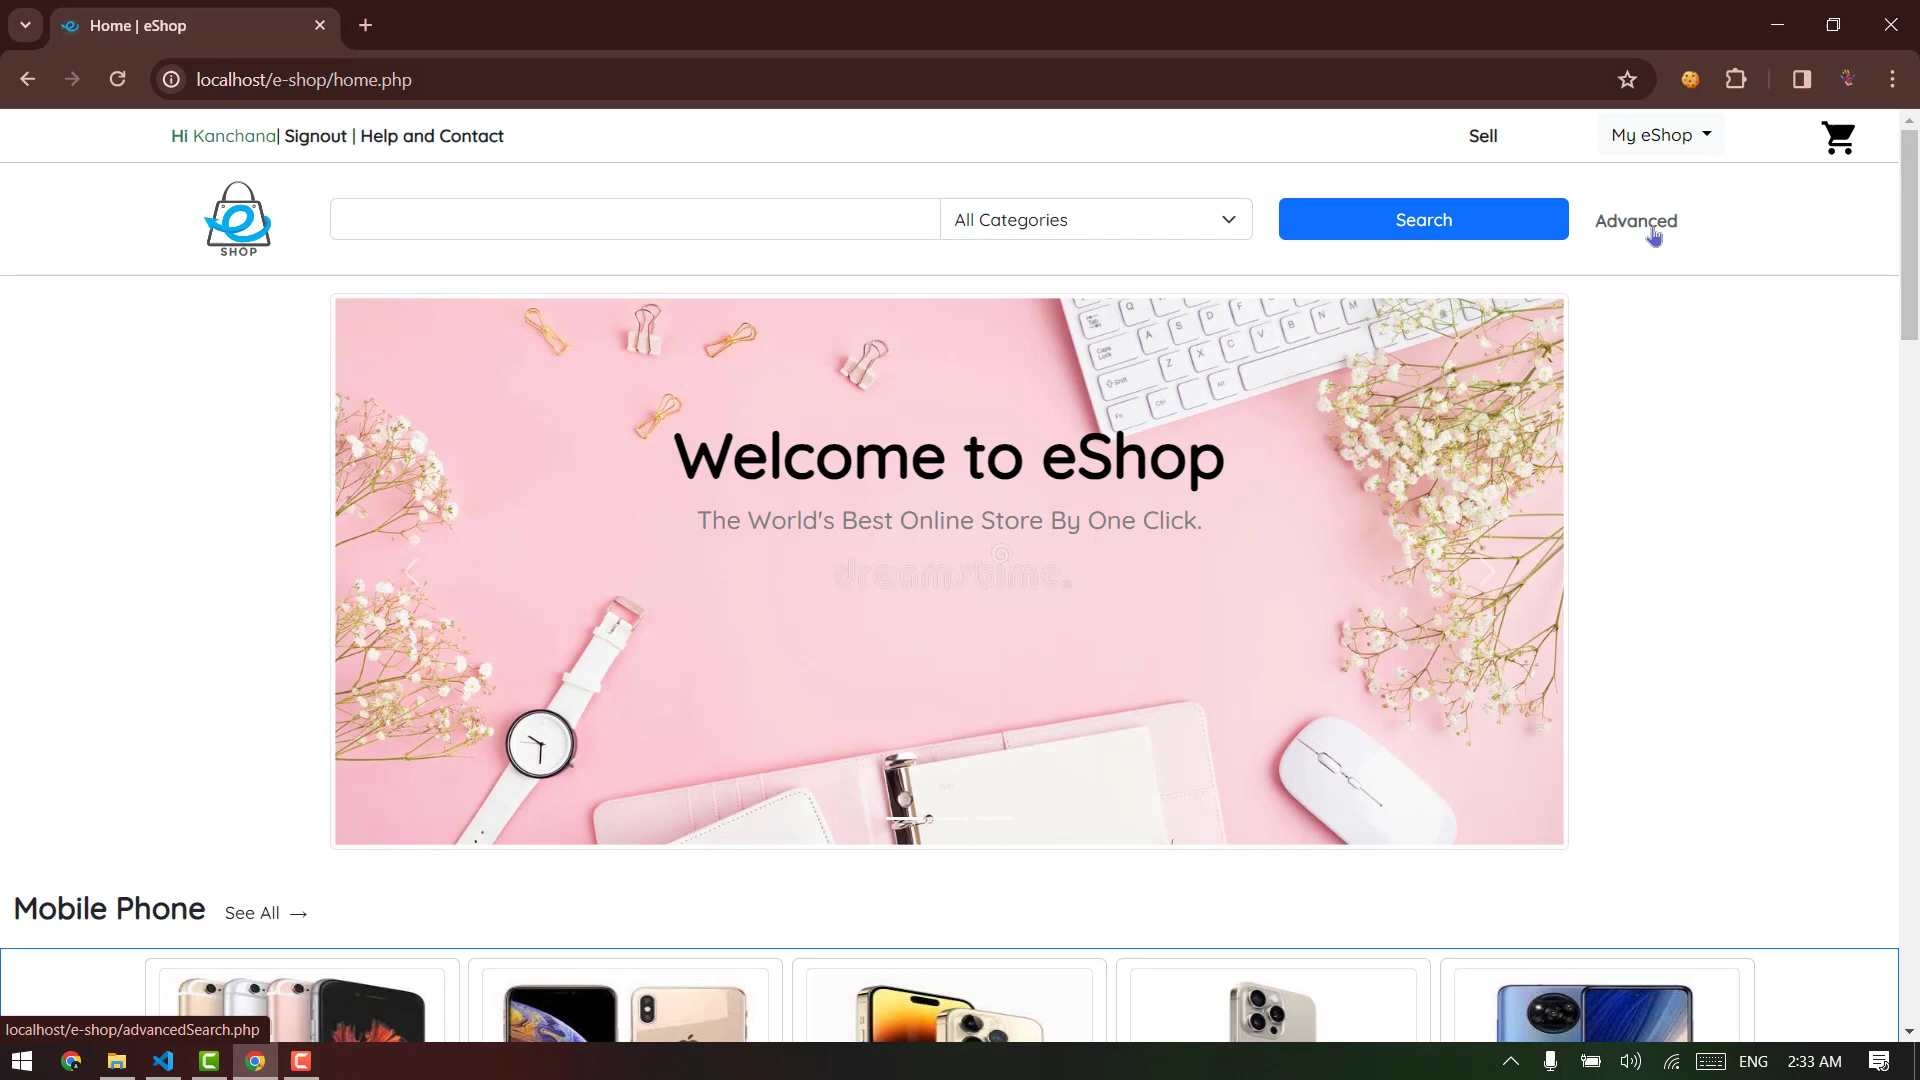 Home | eShop
localhost/e-shop/home.php
Hi Kanchana| Signout | Help and Contact
Sell
My eShop
SHOP
All Categories
Search
Advanced
Welcome to eShop
The World's Best Online Store By One Click.
dreamstime.
Mobile Phone See All →
localhost/e-shop/advancedSearch.php
ENG
2:33 AM